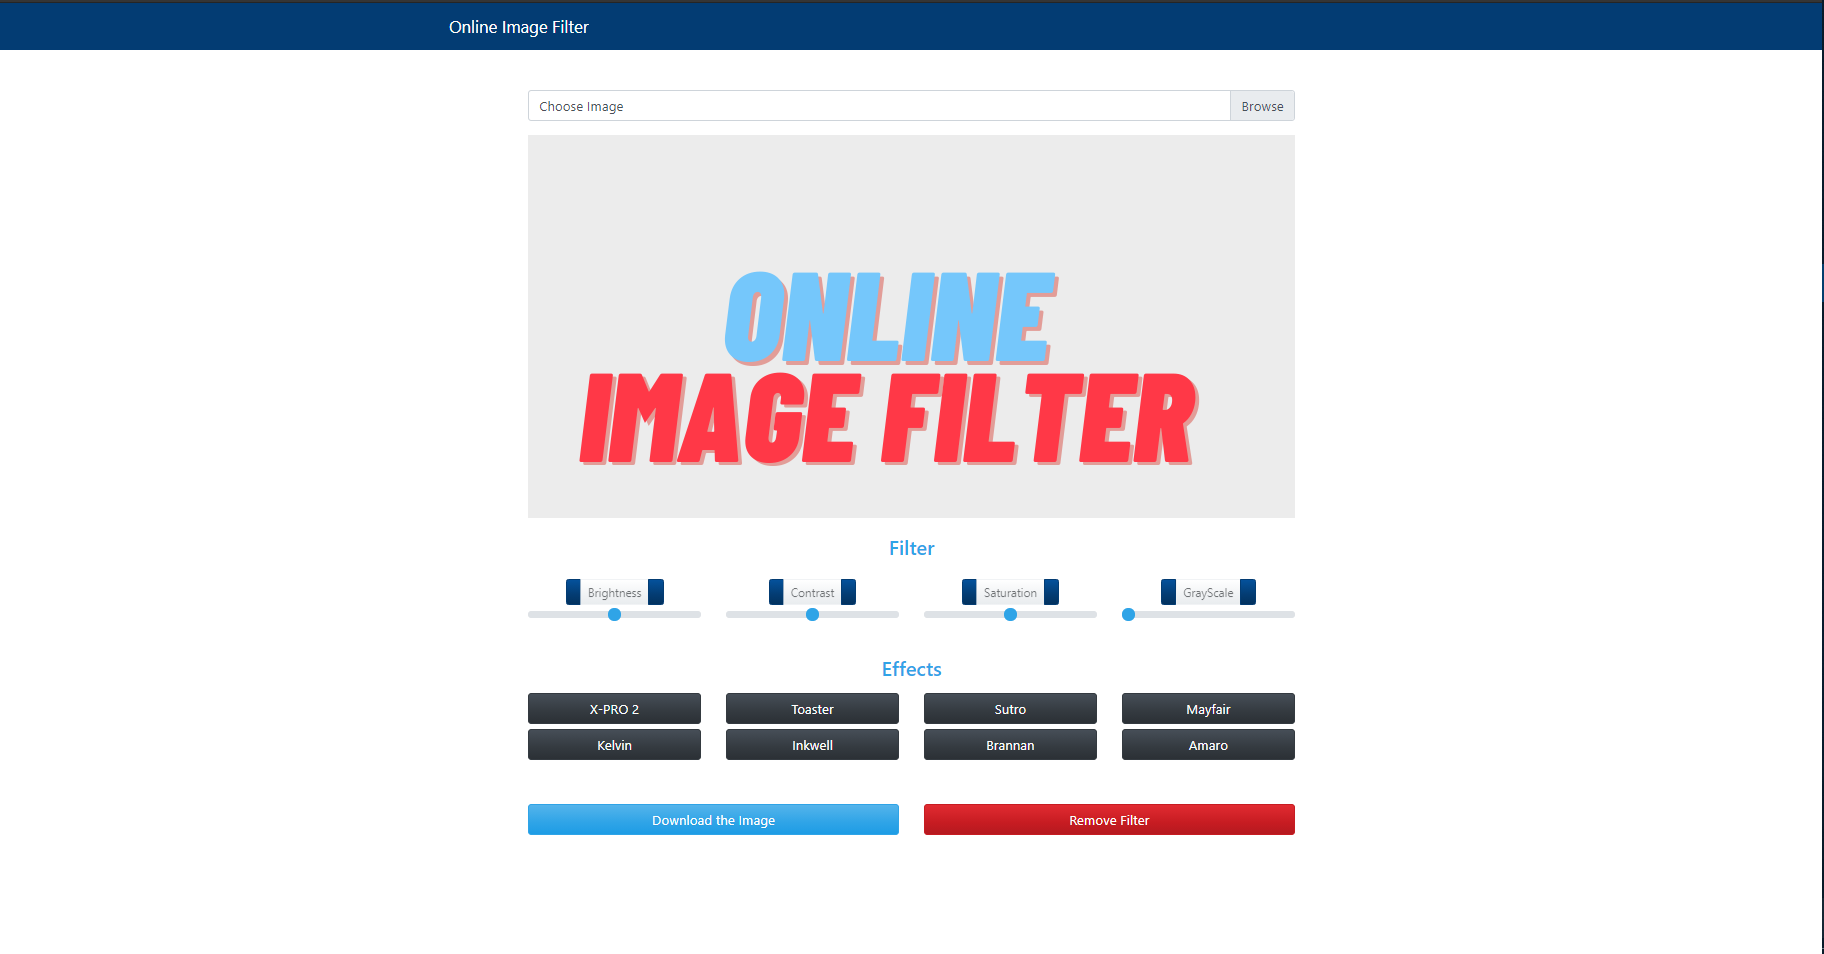 Online Image Filter
Choose Image Browse
ONLINE
IMAGE FILTER
Filter
Brightness Contrast Saturation GrayScale
Effects
X-PRO 2 Toaster Sutro Mayfair
Kelvin Inkwell Brannan Amaro
Download the Image Remove Filter